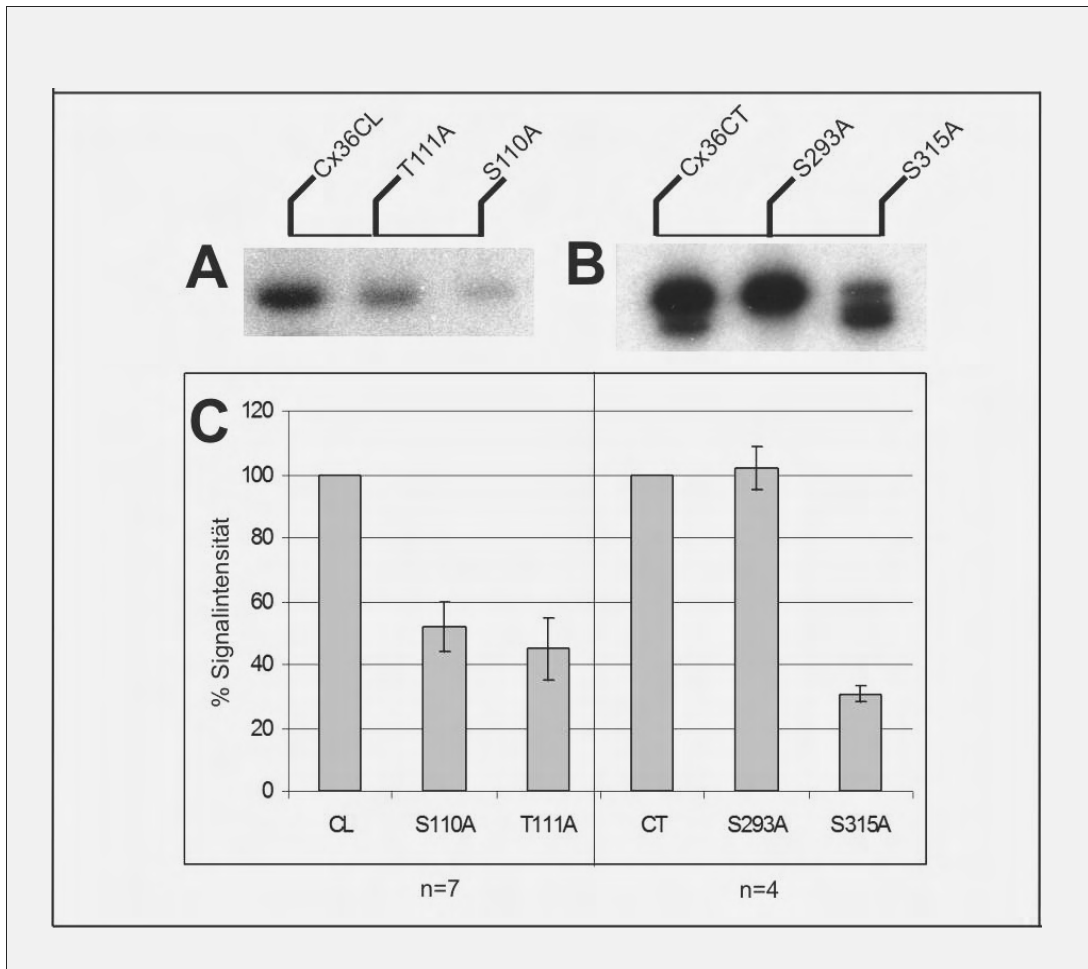 Cx36CL T111A S110A
Cx36CT S293A S315A
A
B
C
% Signalintensität
120
100
80
60
40
20
0
CL S110A T111A CT S293A S315A
n=7 n=4